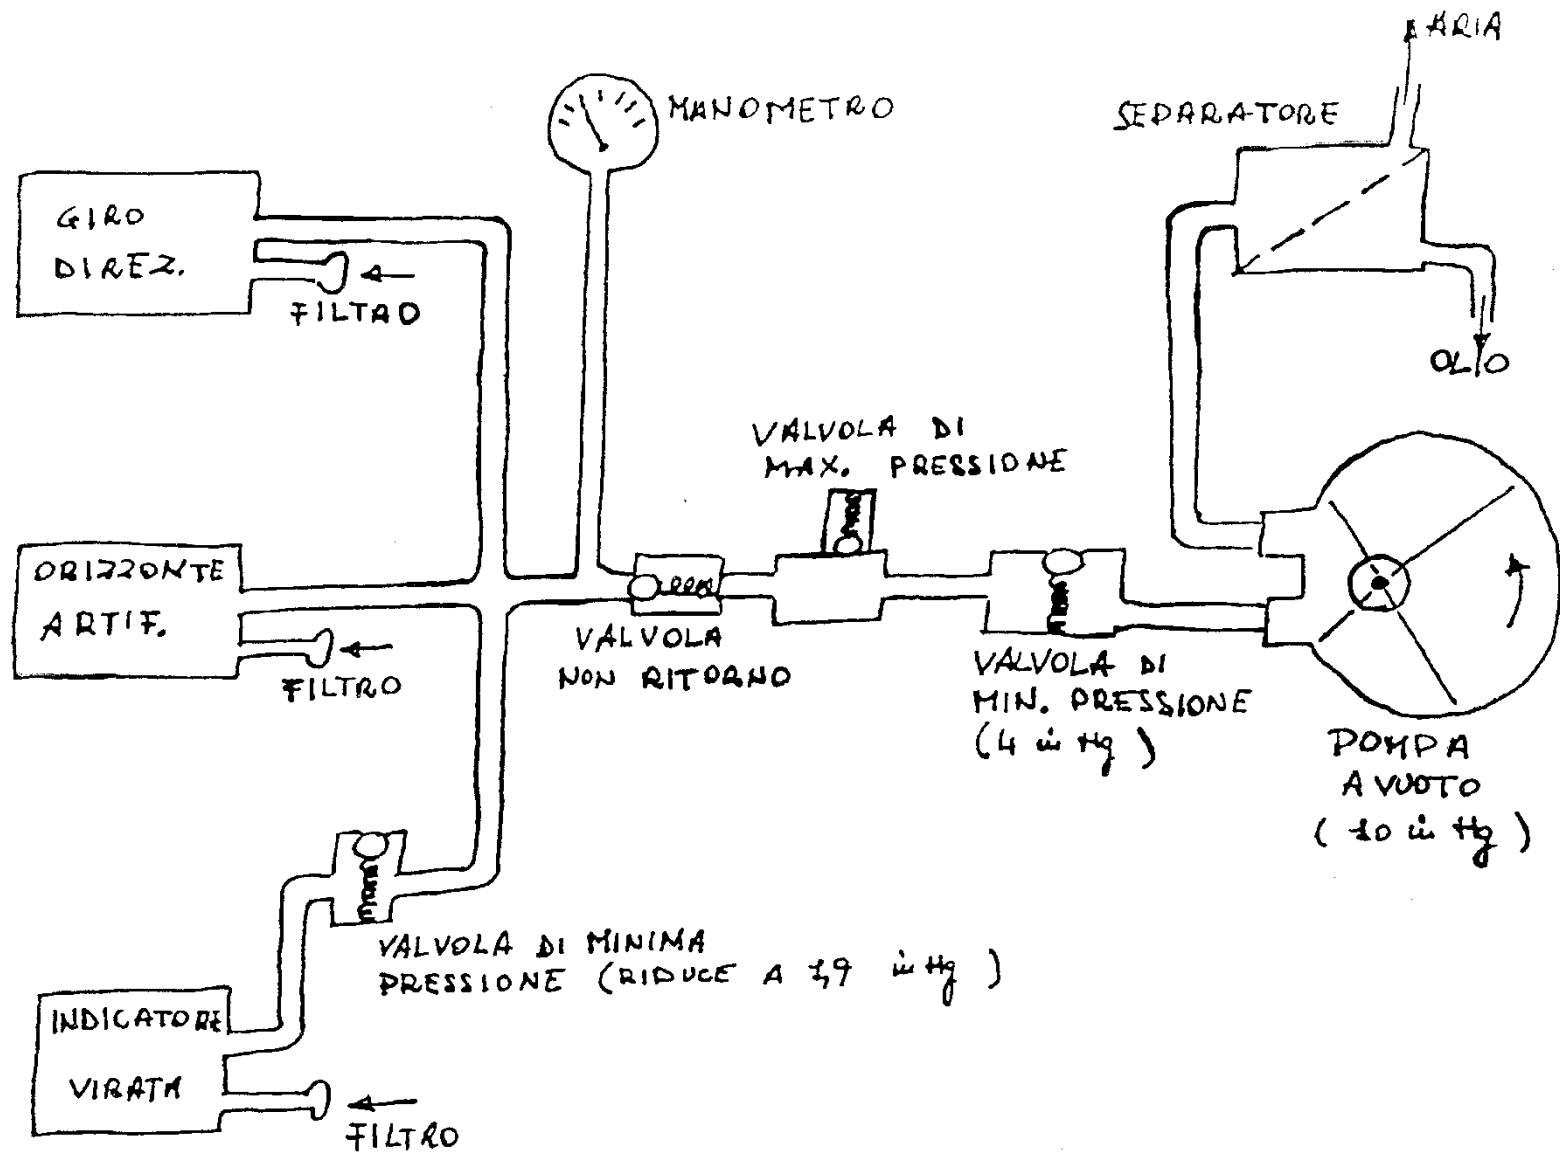 ARIA
MANOMETRO
SEPARATORE
GIRO
DIREZ.
FILTRO
OLIO
VALVOLA DI
MAX. PRESSIONE
ORIZZONTE
ARTIF.
FILTRO
VALVOLA
NON RITORNO
VALVOLA DI
MIN. PRESSIONE
(4 in Hg)
POMPA
A VUOTO
(10 in Hg)
VALVOLA DI MINIMA
PRESSIONE (RIDUCE A 1,9 in Hg)
INDICATORE
VIRATA
FILTRO